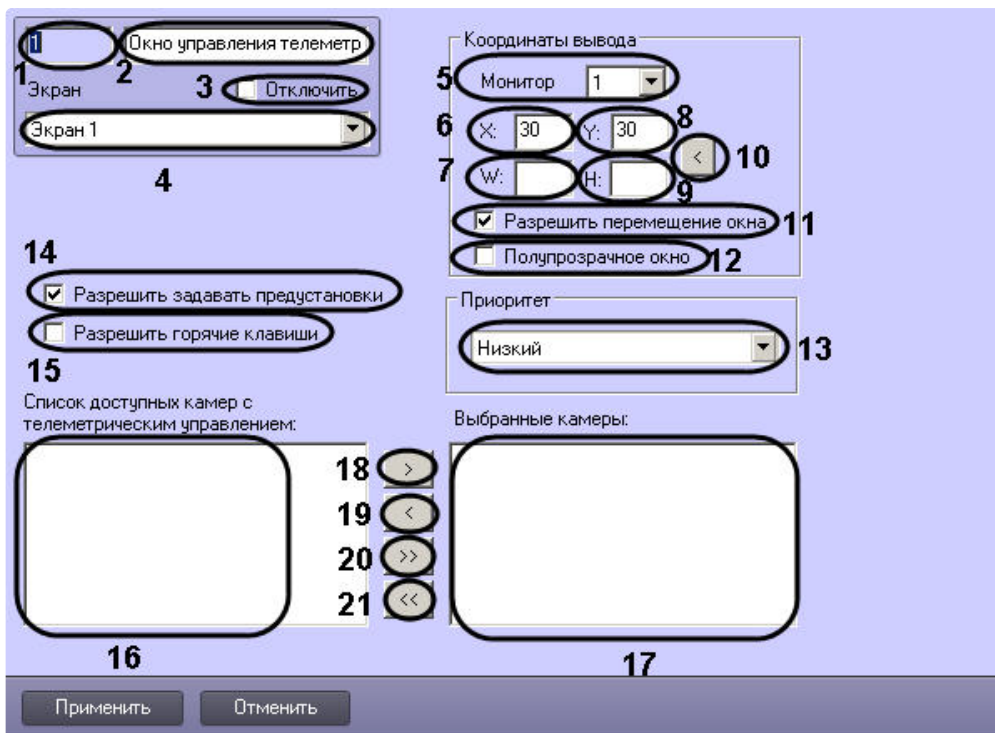 1 Окно управления телеметр
1 2
Экран 3 Отключить
Экран 1
4
Координаты вывода
5 Монитор 1
6 X: 30 Y: 30 8
7 W: H: 9
< 10
Разрешить перемещение окна 11
Полупрозрачное окно 12
14
Разрешить задавать предустановки
Разрешить горячие клавиши
15
Приоритет
Низкий 13
Список доступных камер с
телеметрическим управлением:
Выбранные камеры:
18 >
19 <
20 >>
21 <<
16
17
Применить Отменить